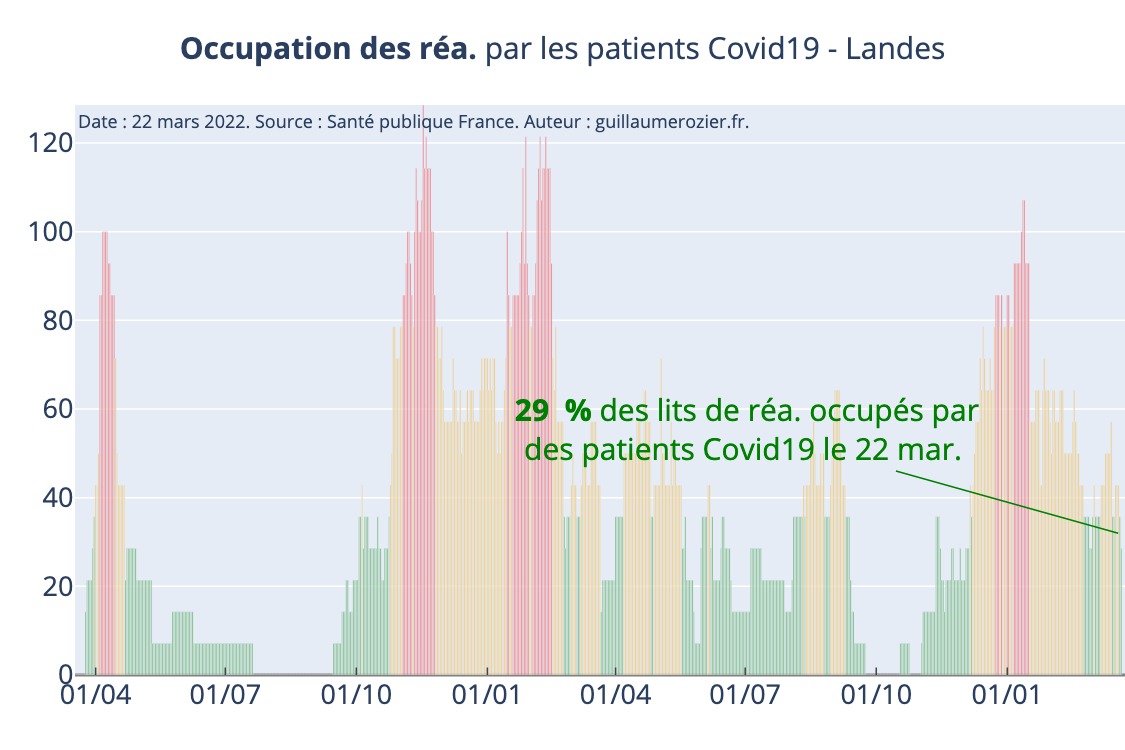 Occupation des réa. par les patients Covid19 - Landes
Date : 22 mars 2022. Source : Santé publique France. Auteur : guillaumerozier.fr.
120
100
80
60
40
20
0
29 % des lits de réa. occupés par
des patients Covid19 le 22 mar.
01/04 01/07 01/10 01/01 01/04 01/07 01/10 01/01